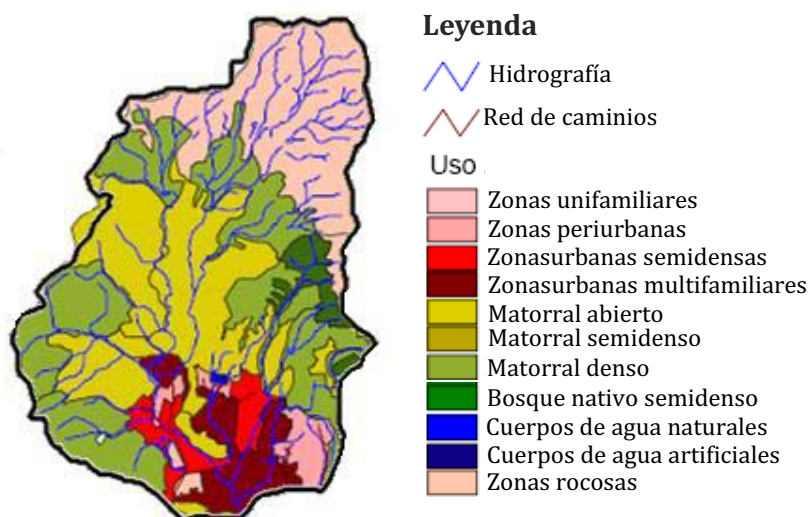 Leyenda
Hidrografía
Red de caminios
Uso
Zonas unifamiliares
Zonas periurbanas
Zonasurbanas semidensas
Zonasurbanas multifamiliares
Matorral abierto
Matorral semidenso
Matorral denso
Bosque nativo semidenso
Cuerpos de agua naturales
Cuerpos de agua artificiales
Zonas rocosas